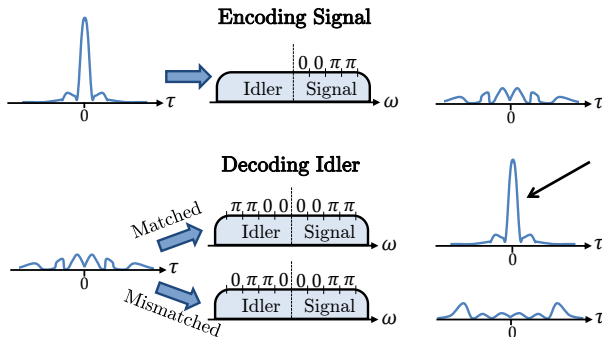 Encoding Signal
0 0 π π
τ
Idler Signal
ω
τ
0
0
Decoding Idler
Matched
π π 0 0 0 0 π π
Idler Signal
ω
τ
0
τ
0
Mismatched
0 π π 0 0 0 π π
Idler Signal
ω
τ
0